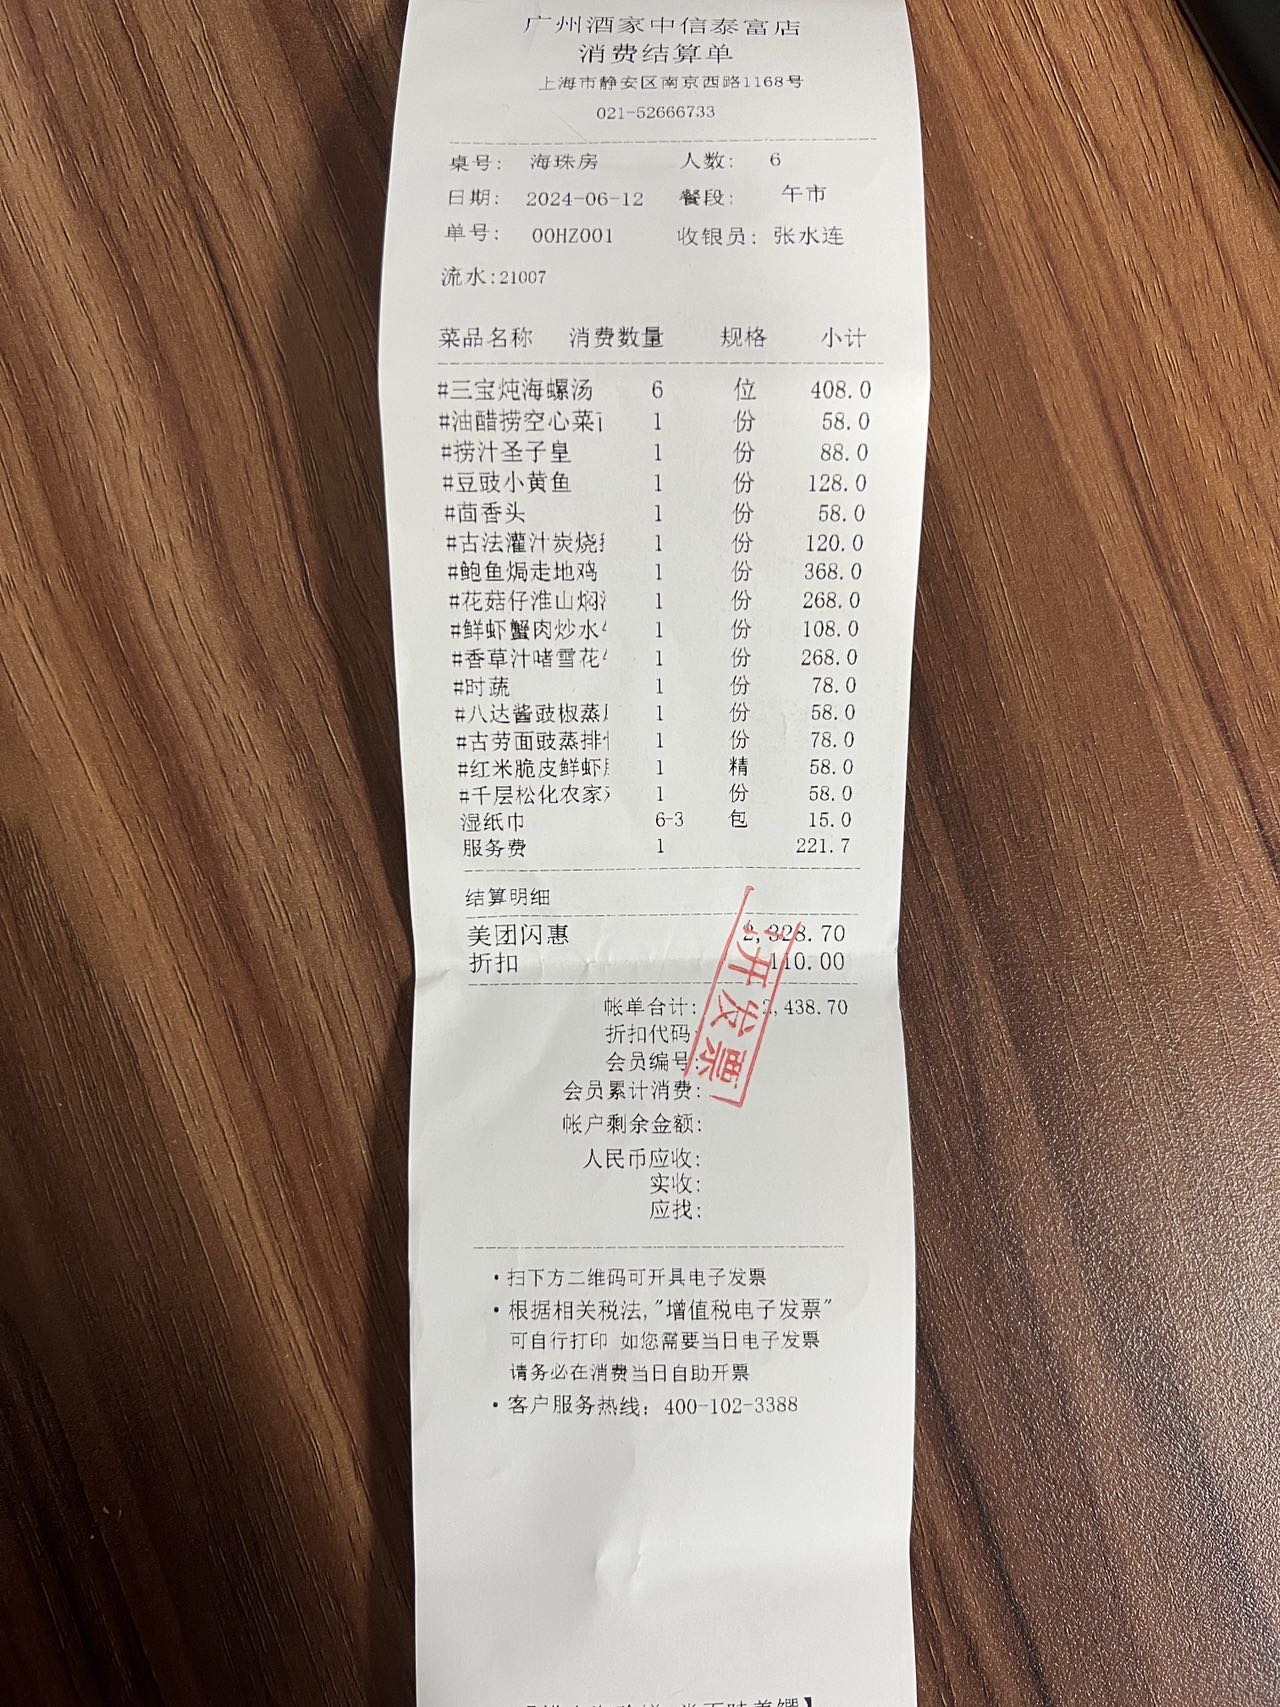 广州酒家中信泰富店
消费结算单
上海市静安区南京西路1168号
021-52666733
桌号: 海珠房 人数: 6
日期: 2024-06-12 餐段: 午市
单号: 00HZ001 收银员: 张水连
流水:21007
菜品名称 消费数量 规格 小计
#三宝炖海螺汤 6 位 408.0
#油醋捞空心菜 1 份 58.0
#捞汁圣子皇 1 份 88.0
#豆豉小黄鱼 1 份 128.0
#茴香头 1 份 58.0
#古法灌汁炭烧 1 份 120.0
#鲍鱼焗走地鸡 1 份 368.0
#花菇仔淮山焖 1 份 268.0
#鲜虾蟹肉炒水 1 份 108.0
#香草汁啫雪花 1 份 268.0
#时蔬 1 份 78.0
#八达酱豉椒蒸 1 份 58.0
#古劳面豉蒸排 1 份 78.0
#红米脆皮鲜虾 1 精 58.0
#千层松化农家 1 份 58.0
湿纸巾 6-3 包 15.0
服务费 1 221.7
结算明细
美团闪惠 2,328.70
折扣 110.00
帐单合计: 2,438.70
折扣代码:
会员编号:
会员累计消费:
帐户剩余金额:
人民币应收:
实收:
应找:
开发票
·扫下方二维码可开具电子发票
·根据相关税法,"增值税电子发票"
可自行打印 如您需要当日电子发票
请务必在消费当日自助开票
·客户服务热线: 400-102-3388